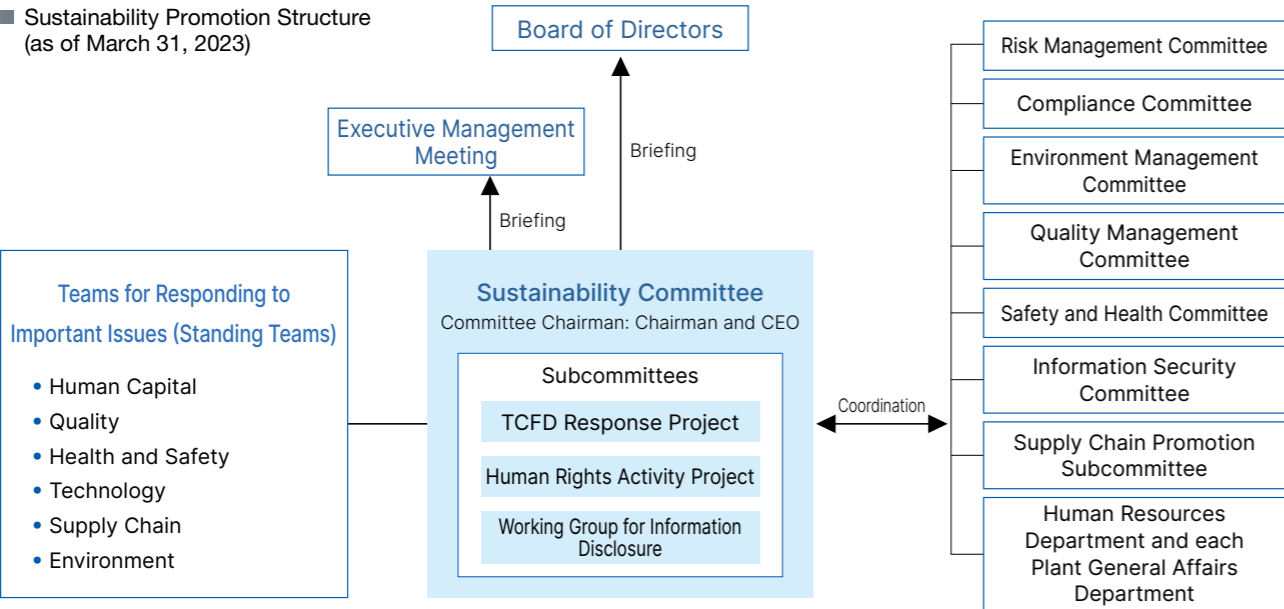 Sustainability Promotion Structure
(as of March 31, 2023)
Board of Directors
Executive Management
Meeting
Briefing
Briefing
Teams for Responding to
Important Issues (Standing Teams)
• Human Capital
• Quality
• Health and Safety
• Technology
• Supply Chain
• Environment
Sustainability Committee
Committee Chairman: Chairman and CEO
Subcommittees
TCFD Response Project
Human Rights Activity Project
Working Group for Information
Disclosure
Coordination
Risk Management Committee
Compliance Committee
Environment Management
Committee
Quality Management
Committee
Safety and Health Committee
Information Security
Committee
Supply Chain Promotion
Subcommittee
Human Resources
Department and each
Plant General Affairs
Department